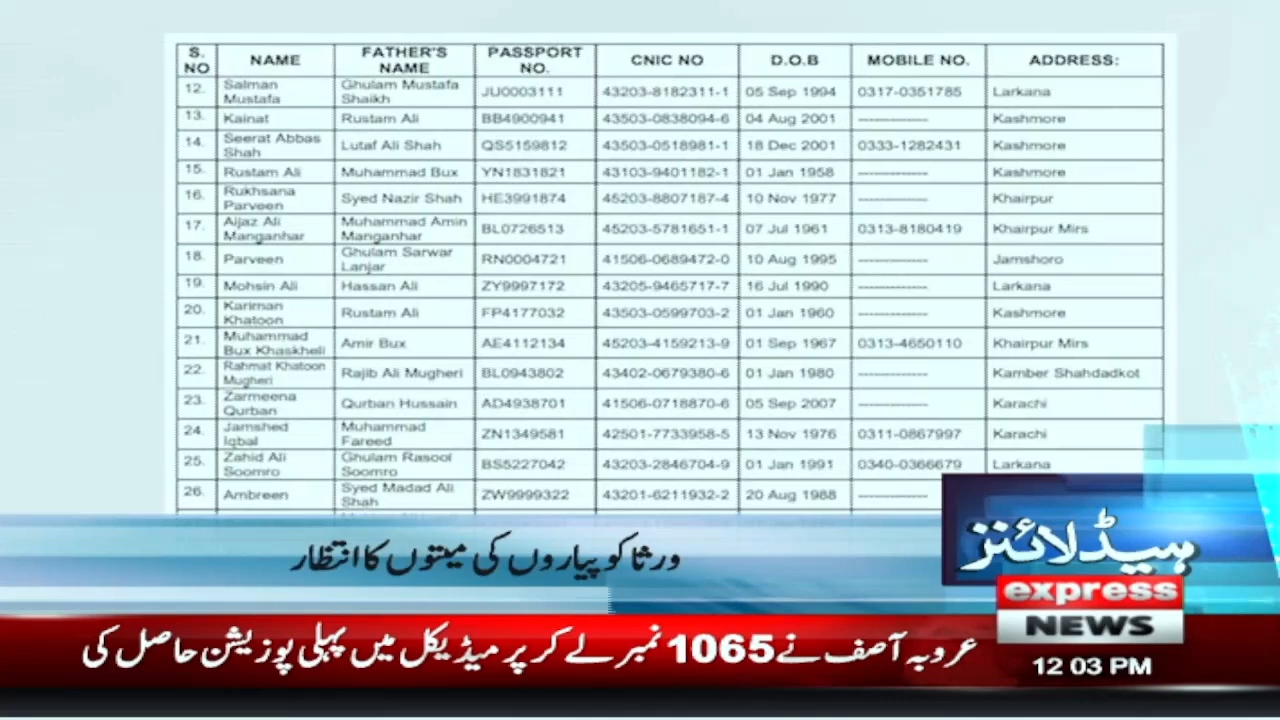 S. NO NAME FATHER'S NAME PASSPORT NO. CNIC NO D.O.B MOBILE NO. ADDRESS:
12. Salman Mustafa Ghulam Mustafa Shaikh JU0003111 43203-8182311-1 05 Sep 1994 0317-0351785 Larkana
13. Kainat Rustam Ali BB4900941 43503-0838094-6 04 Aug 2001 ------------- Kashmore
14. Seerat Abbas Shah Lutaf Ali Shah QS5159812 43503-0518981-1 18 Dec 2001 0333-1282431 Kashmore
15. Rustam Ali Muhammad Bux YN1831821 43103-9401182-1 01 Jan 1958 ------------- Kashmore
16. Rukhsana Parveen Syed Nazir Shah HE3991874 45203-8807187-4 10 Nov 1977 ------------- Khairpur
17. Aijaz Ali Manganhar Muhammad Amin Manganhar BL0726513 45203-5781651-1 07 Jul 1961 0313-8180419 Khairpur Mirs
18. Parveen Ghulam Sarwar Lanjar RN0004721 41506-0689472-0 10 Aug 1995 ------------- Jamshoro
19. Mohsin Ali Hassan Ali ZY9997172 43205-9465717-7 16 Jul 1990 ------------- Larkana
20. Kariman Khatoon Rustam Ali FP4177032 43503-0599703-2 01 Jan 1960 ------------- Kashmore
21. Muhammad Bux Khaskheli Amir Bux AE4112134 45203-4159213-9 01 Sep 1967 0313-4650110 Khairpur Mirs
22. Rahmat Khatoon Mugheri Rajib Ali Mugheri BL0943802 43402-0679380-6 01 Jan 1980 ------------- Kamber Shahdadkot
23. Zarmeena Qurban Qurban Hussain AD4938701 41506-0718870-6 05 Sep 2007 ------------- Karachi
24. Jamshed Iqbal Muhammad Fareed ZN1349581 42501-7733958-5 13 Nov 1976 0311-0867997 Karachi
25. Zahid Ali Soomro Ghulam Rasool Soomro BS5227042 43203-2846704-9 01 Jan 1991 0340-0366679 Larkana
26. Ambreen Syed Madad Ali Shah ZW9999322 43201-6211932-2 20 Aug 1988 -------------
ہیڈلائنز
ورثا کو پیاروں کی میتوں کا انتظار
express
NEWS
12:03 PM
عروبہ آصف نے 1065 نمبر لے کر پر میڈیکل میں پہلی پوزیشن حاصل کی